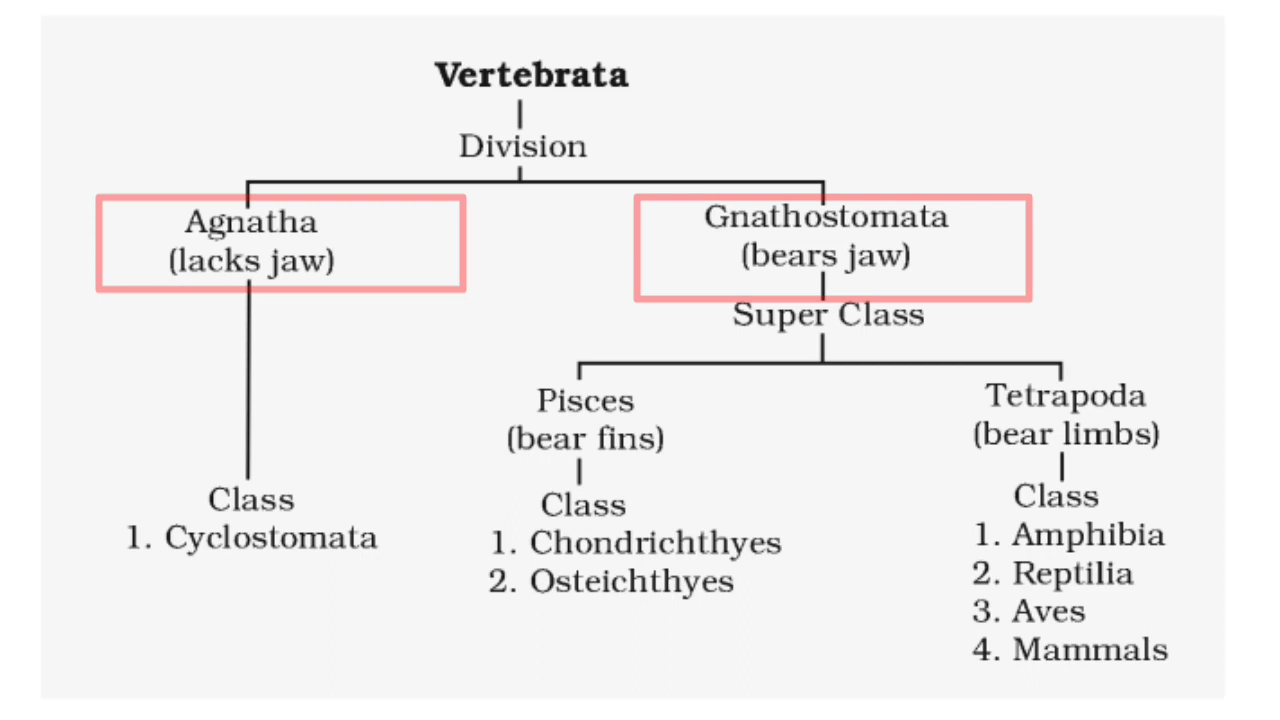 Vertebrata
Division
Agnatha
(lacks jaw)
Gnathostomata
(bears jaw)
Super Class
Pisces
(bear fins)
Tetrapoda
(bear limbs)
Class
1. Cyclostomata
Class
1. Chondrichthyes
2. Osteichthyes
Class
1. Amphibia
2. Reptilia
3. Aves
4. Mammals